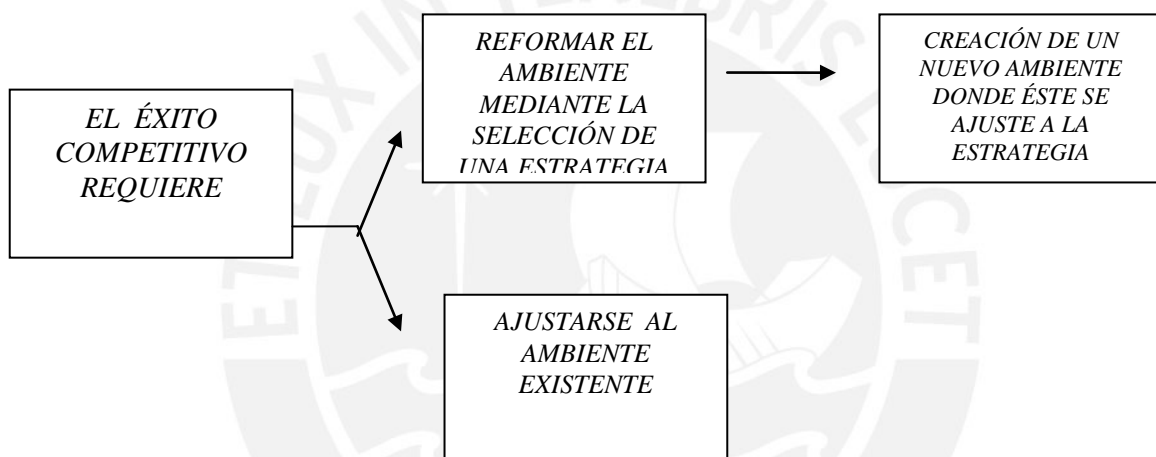 EL ÉXITO
COMPETITIVO
REQUIERE
REFORMAR EL
AMBIENTE
MEDIANTE LA
SELECCIÓN DE
UNA ESTRATEGIA
CREACIÓN DE UN
NUEVO AMBIENTE
DONDE ÉSTE SE
AJUSTE A LA
ESTRATEGIA
AJUSTARSE AL
AMBIENTE
EXISTENTE